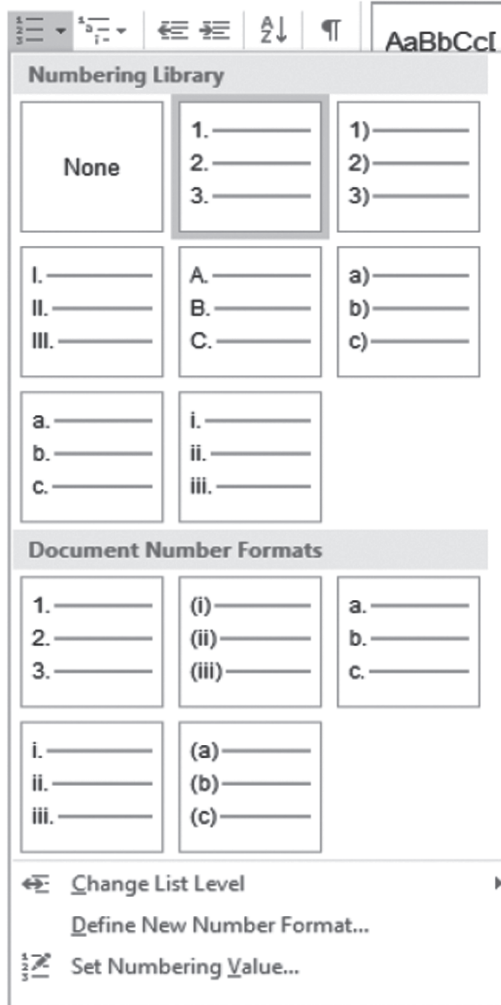 AaBbCc[
Numbering Library
None
1.
2.
3.
1)
2)
3)
I.
II.
III.
A.
B.
C.
a)
b)
c)
a.
b.
c.
i.
ii.
iii.
Document Number Formats
1.
2.
3.
(i)
(ii)
(iii)
a.
b.
c.
i.
ii.
iii.
(a)
(b)
(c)
Change List Level
Define New Number Format...
Set Numbering Value...